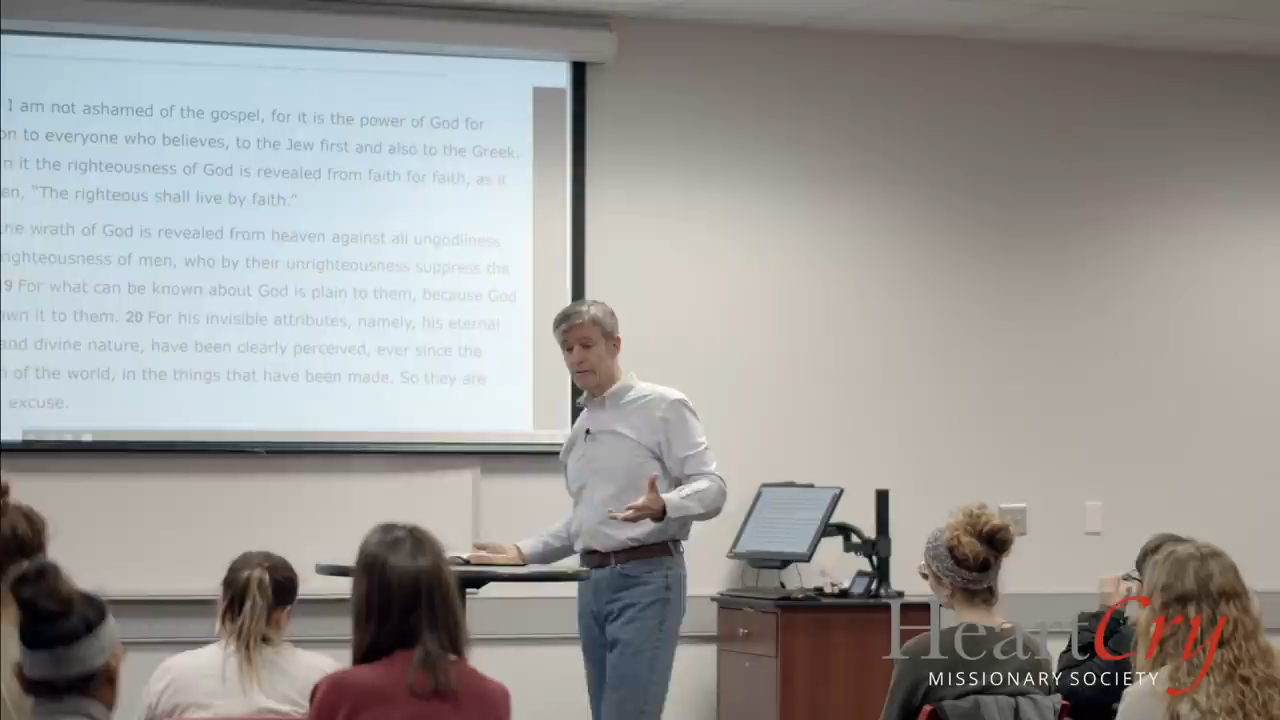 I am not ashamed of the gospel, for it is the power of God for
on to everyone who believes, to the Jew first and also to the Greek.
n it the righteousness of God is revealed from faith for faith, as it
en, "The righteous shall live by faith."
he wrath of God is revealed from heaven against all ungodliness
righteousness of men, who by their unrighteousness suppress the
9 For what can be known about God is plain to them, because God
wn it to them. 20 For his invisible attributes, namely, his eternal
and divine nature, have been clearly perceived, ever since the
n of the world, in the things that have been made. So they are
excuse.
HeartCry
MISSIONARY SOCIETY